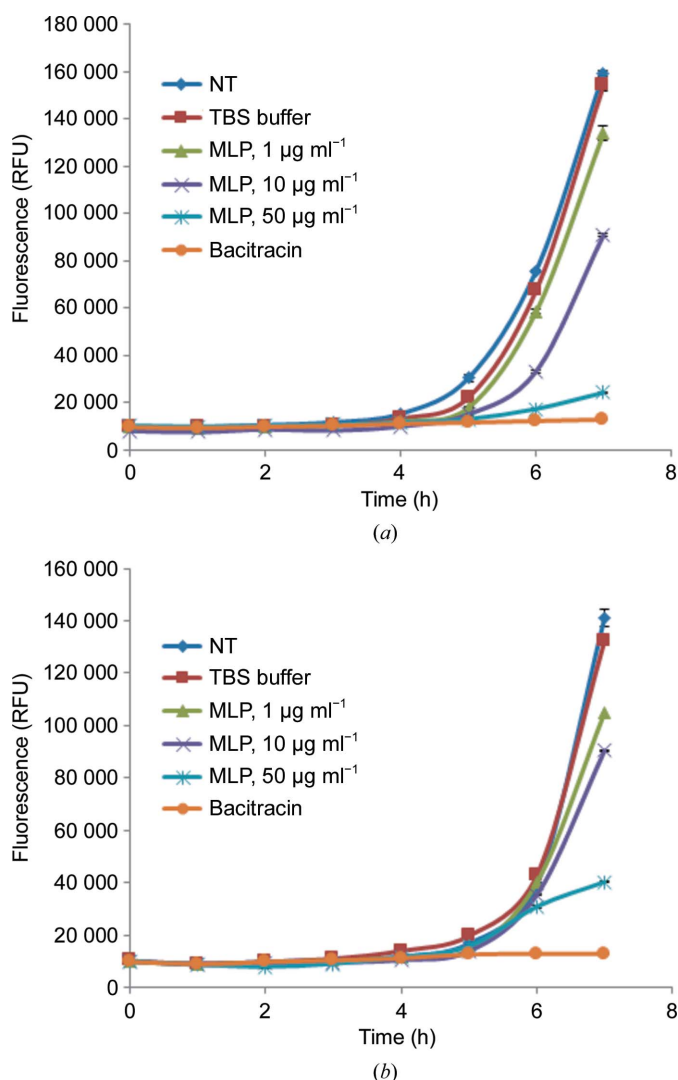 180 000
160 000
140 000
120 000
100 000
80 000
60 000
40 000
20 000
0
Fluorescence (RFU)
NT
TBS buffer
MLP, 1 µg ml⁻¹
MLP, 10 µg ml⁻¹
MLP, 50 µg ml⁻¹
Bacitracin
0 2 4 6 8
Time (h)
(a)
160 000
140 000
120 000
100 000
80 000
60 000
40 000
20 000
0
Fluorescence (RFU)
NT
TBS buffer
MLP, 1 µg ml⁻¹
MLP, 10 µg ml⁻¹
MLP, 50 µg ml⁻¹
Bacitracin
0 2 4 6 8
Time (h)
(b)